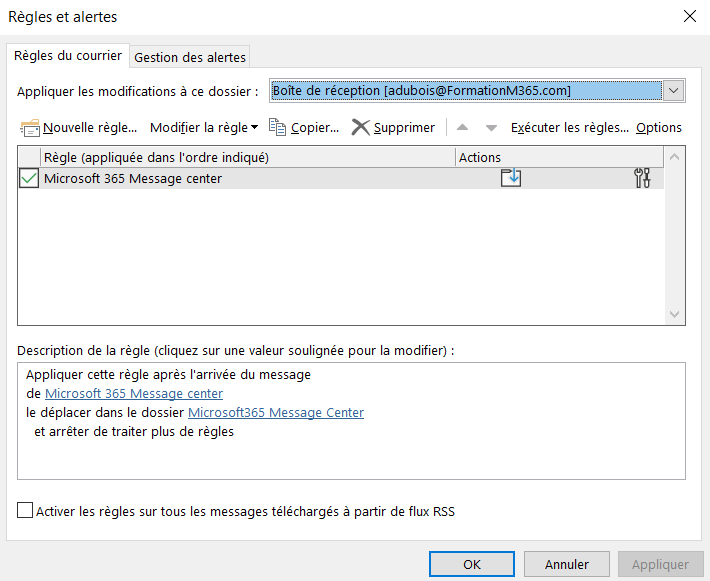 Règles et alertes
Règles du courrier Gestion des alertes
Appliquer les modifications à ce dossier : Boîte de réception [adubois@FormationM365.com]
Nouvelle règle... Modifier la règle Copier... Supprimer Exécuter les règles... Options
Règle (appliquée dans l'ordre indiqué) Actions
Microsoft 365 Message center
Description de la règle (cliquez sur une valeur soulignée pour la modifier) :
Appliquer cette règle après l'arrivée du message
de Microsoft 365 Message center
le déplacer dans le dossier Microsoft365 Message Center
et arrêter de traiter plus de règles
Activer les règles sur tous les messages téléchargés à partir de flux RSS
OK Annuler Appliquer